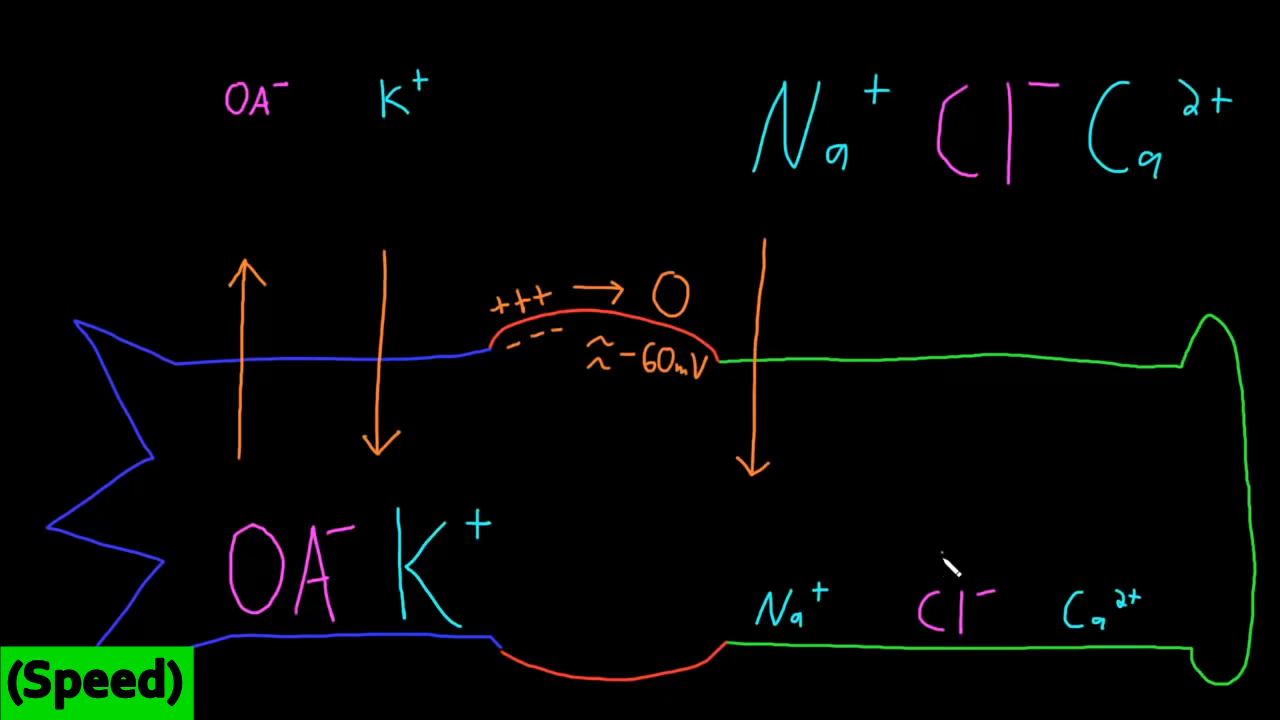 OA⁻ K⁺ Na⁺ Cl⁻ Ca²⁺
+++ → 0
--- ≈ -60mV
OA⁻ K⁺ Na⁺ Cl⁻ Ca²⁺
(Speed)